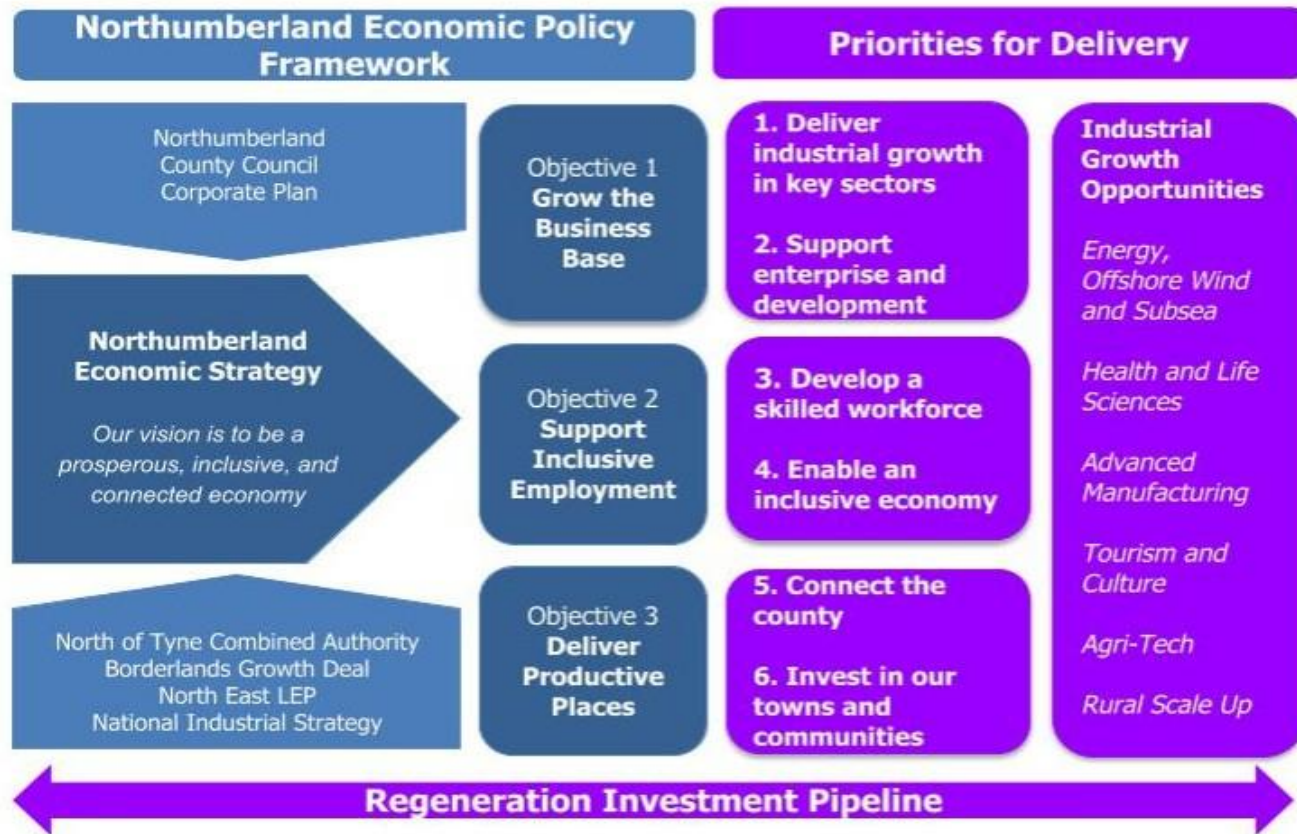 Northumberland Economic Policy
Framework
Priorities for Delivery
Northumberland
County Council
Corporate Plan
Northumberland
Economic Strategy
Our vision is to be a
prosperous, inclusive, and
connected economy
North of Tyne Combined Authority
Borderlands Growth Deal
North East LEP
National Industrial Strategy
Objective 1
Grow the
Business
Base
Objective 2
Support
Inclusive
Employment
Objective 3
Deliver
Productive
Places
1. Deliver
industrial growth
in key sectors
2. Support
enterprise and
development
3. Develop a
skilled workforce
4. Enable an
inclusive economy
5. Connect the
county
6. Invest in our
towns and
communities
Industrial
Growth
Opportunities
Energy,
Offshore Wind
and Subsea
Health and Life
Sciences
Advanced
Manufacturing
Tourism and
Culture
Agri-Tech
Rural Scale Up
Regeneration Investment Pipeline